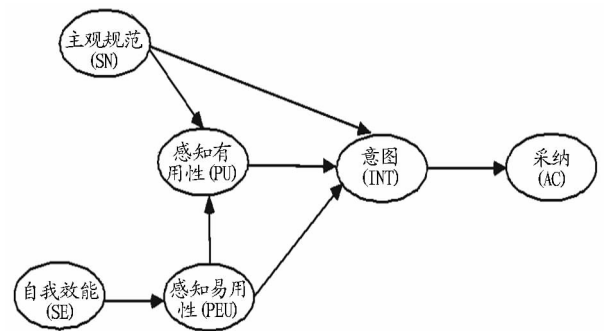 主观规范
(SN)
感知有
用性(PU)
意图
(INT)
采纳
(AC)
自我效能
(SE)
感知易用
性(PEU)